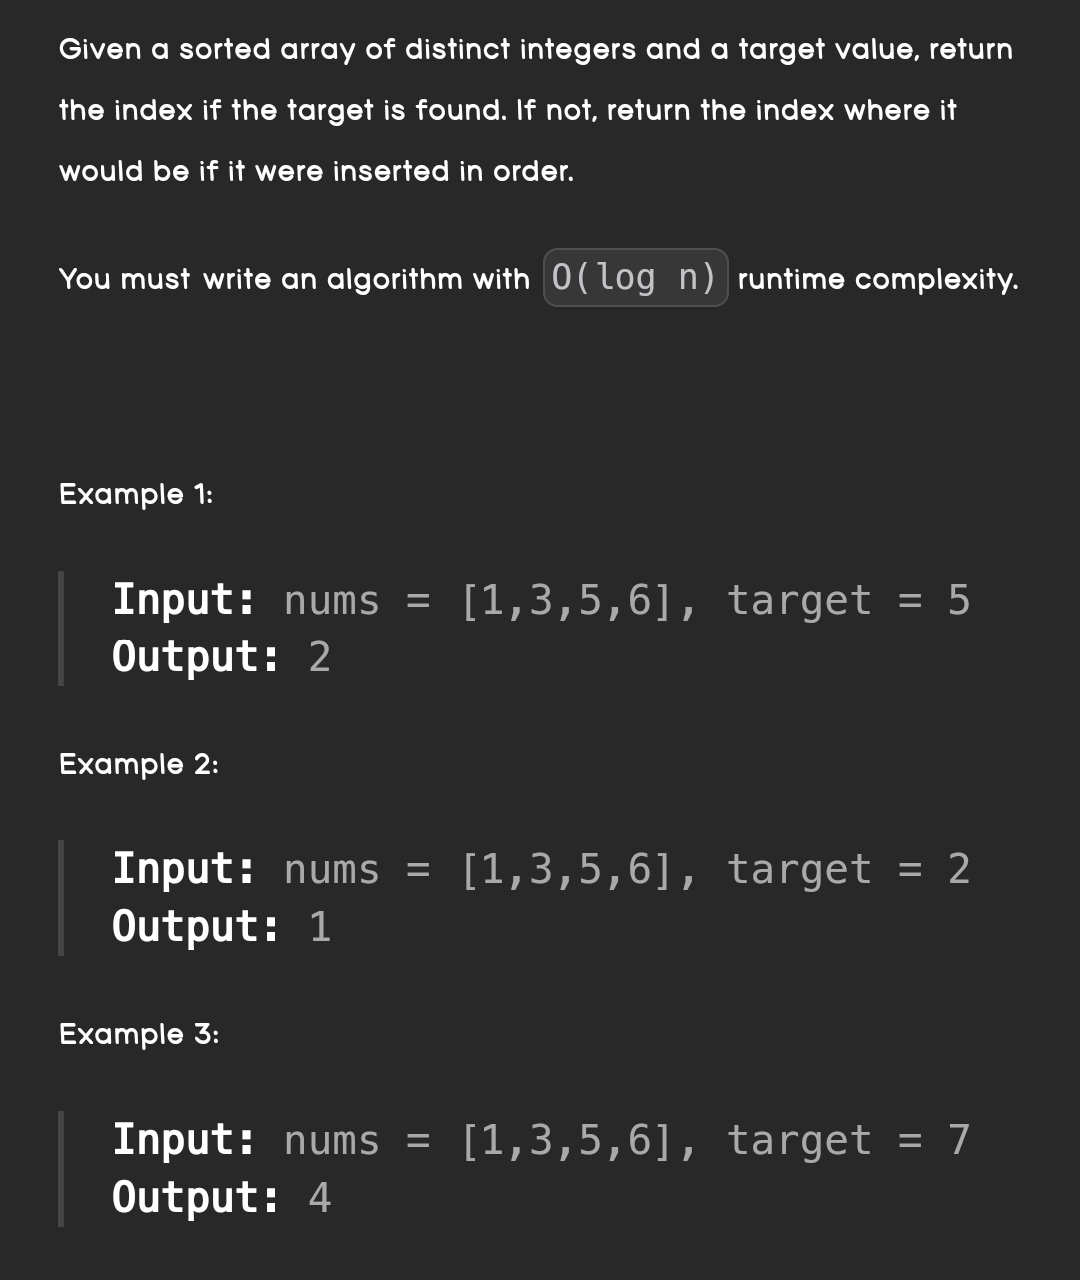 Given a sorted array of distinct integers and a target value, return
the index if the target is found. If not, return the index where it
would be if it were inserted in order.
You must write an algorithm with O(log n) runtime complexity.
Example 1:
Input: nums = [1,3,5,6], target = 5
Output: 2
Example 2:
Input: nums = [1,3,5,6], target = 2
Output: 1
Example 3:
Input: nums = [1,3,5,6], target = 7
Output: 4